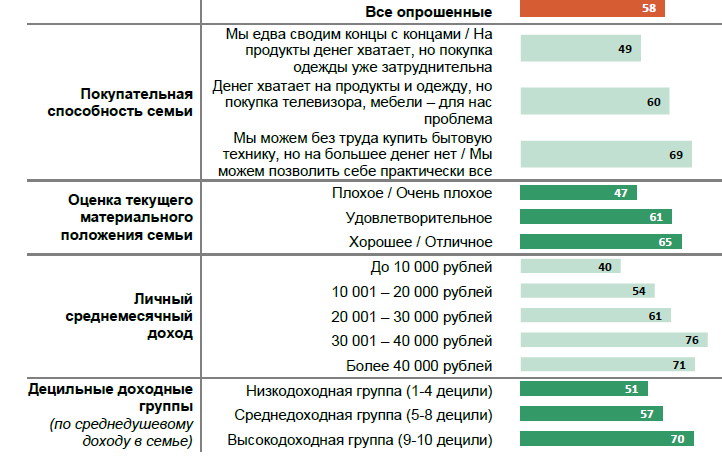 Все опрошенные 58
Покупательная
способность семьи
Мы едва сводим концы с концами / На
продукты денег хватает, но покупка
одежды уже затруднительна
49
Денег хватает на продукты и одежду, но
покупка телевизора, мебели – для нас
проблема
60
Мы можем без труда купить бытовую
технику, но на большее денег нет / Мы
можем позволить себе практически все
69
Оценка текущего
материального
положения семьи
Плохое / Очень плохое 47
Удовлетворительное 61
Хорошее / Отличное 65
Личный
среднемесячный
доход
До 10 000 рублей 40
10 001 – 20 000 рублей 54
20 001 – 30 000 рублей 61
30 001 – 40 000 рублей 76
Более 40 000 рублей 71
Децильные доходные
группы
(по среднедушевому
доходу в семье)
Низкодоходная группа (1-4 децили) 51
Среднедоходная группа (5-8 децили) 57
Высокодоходная группа (9-10 децили) 70